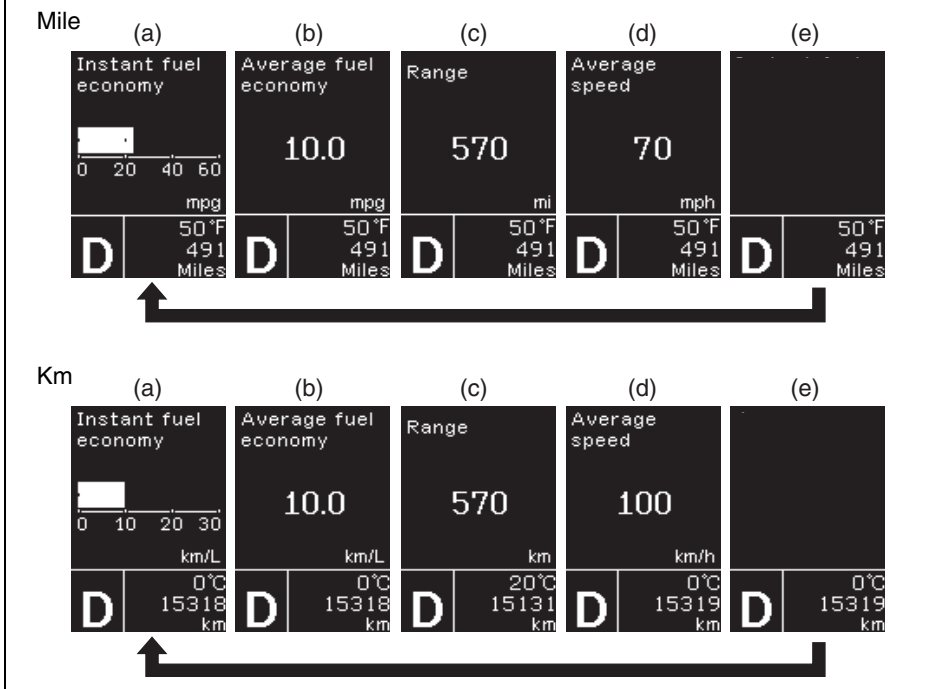 Mile
(a) (b) (c) (d) (e)
Instant fuel economy
0 20 40 60
mpg
D
50°F
491
Miles
Average fuel economy
10.0
mpg
D
50°F
491
Miles
Range
570
mi
D
50°F
491
Miles
Average speed
70
mph
D
50°F
491
Miles
D
50°F
491
Miles
Km
(a) (b) (c) (d) (e)
Instant fuel economy
0 10 20 30
km/L
D
0°C
15318
km
Average fuel economy
10.0
km/L
D
0°C
15318
km
Range
570
km
D
20°C
15131
km
Average speed
100
km/h
D
0°C
15319
km
D
0°C
15319
km